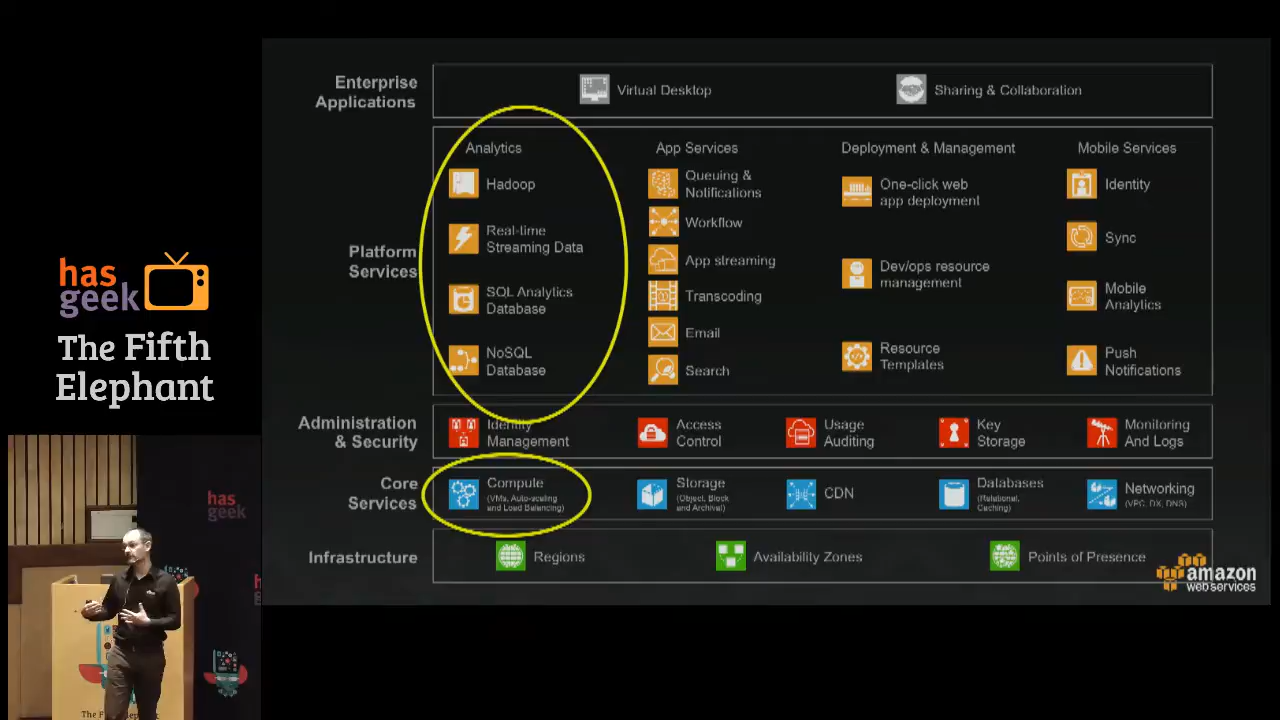 Enterprise
Applications
Virtual Desktop
Sharing & Collaboration
Platform
Services
Analytics
Hadoop
Real-time
Streaming Data
SQL Analytics
Database
NoSQL
Database
App Services
Queuing &
Notifications
Workflow
App streaming
Transcoding
Email
Search
Deployment & Management
One-click web
app deployment
Dev/ops resource
management
Resource
Templates
Mobile Services
Identity
Sync
Mobile
Analytics
Push
Notifications
Administration
& Security
Identity
Management
Access
Control
Usage
Auditing
Key
Storage
Monitoring
And Logs
Core
Services
Compute
(VMs, Auto-scaling
and Load Balancing)
Storage
(Object, Block
and Archival)
CDN
Databases
(Relational,
Caching)
Networking
(VPC, DX, DNS)
Infrastructure
Regions
Availability Zones
Points of Presence
amazon
web services
has
geek
The Fifth
Elephant
has
geek